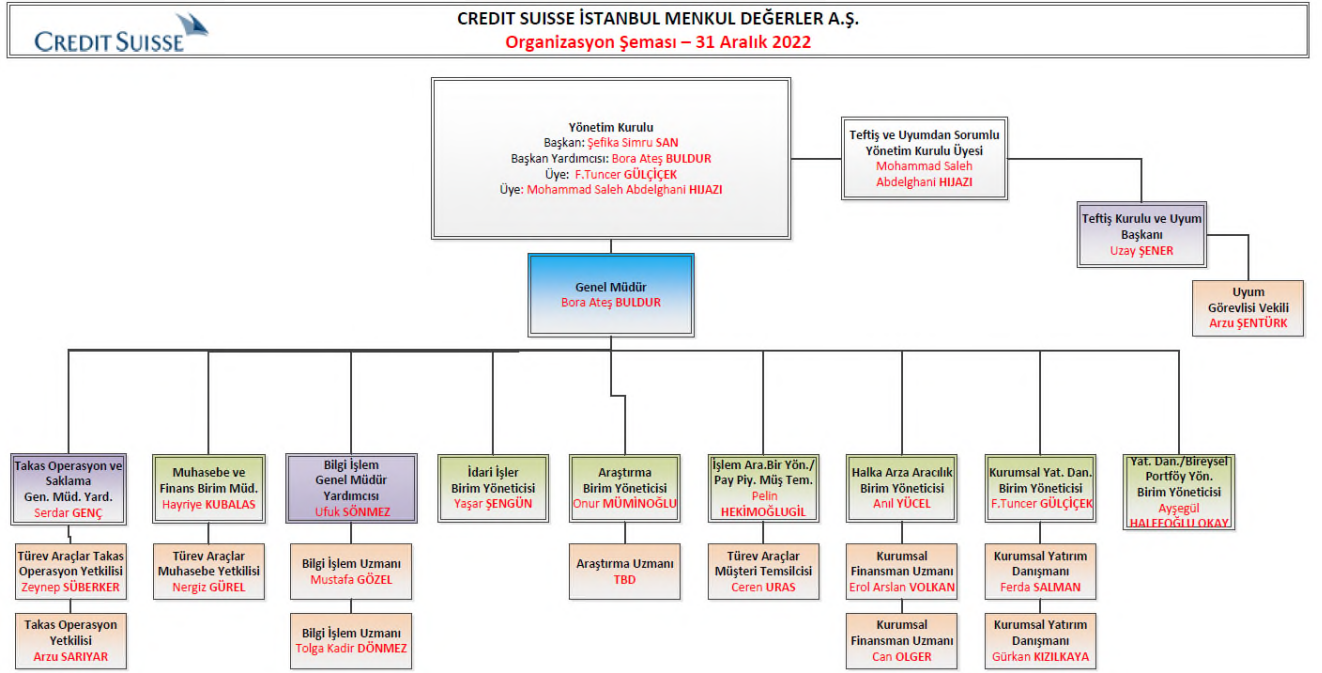 CREDIT SUISSE
CREDIT SUISSE İSTANBUL MENKUL DEĞERLER A.Ş.
Organizasyon Şeması – 31 Aralık 2022
Yönetim Kurulu
Başkan: Şefika Simru SAN
Başkan Yardımcısı: Bora Ateş BULDUR
Üye: F.Tuncer GÜLÇİÇEK
Üye: Mohammad Saleh Abdelghani HIJAZI
Teftiş ve Uyumdan Sorumlu
Yönetim Kurulu Üyesi
Mohammad Saleh
Abdelghani HIJAZI
Teftiş Kurulu ve Uyum
Başkanı
Uzay ŞENER
Uyum
Görevlisi Vekili
Arzu ŞENTÜRK
Genel Müdür
Bora Ateş BULDUR
Takas Operasyon ve
Saklama
Gen. Müd. Yard.
Serdar GENÇ
Muhasebe ve
Finans Birim Müd.
Hayriye KUBALAS
Bilgi İşlem
Genel Müdür
Yardımcısı
Ufuk SÖNMEZ
İdari İşler
Birim Yöneticisi
Yaşar ŞENGÜN
Araştırma
Birim Yöneticisi
Onur MÜMİNOĞLU
İşlem Ara.Bir Yön./
Pay Piy. Müş Tem.
Pelin
HEKİMOĞLUGİL
Halka Arza Aracılık
Birim Yöneticisi
Anıl YÜCEL
Kurumsal Yat. Dan.
Birim Yöneticisi
F.Tuncer GÜLÇİÇEK
Yat. Dan./Bireysel
Portföy Yön.
Birim Yöneticisi
Ayşegül
HALEFOĞLU OKAY
Türev Araçlar Takas
Operasyon Yetkilisi
Zeynep SÜBERKER
Türev Araçlar
Muhasebe Yetkilisi
Nergiz GÜREL
Bilgi İşlem Uzmanı
Mustafa GÖZEL
Araştırma Uzmanı
TBD
Türev Araçlar
Müşteri Temsilcisi
Ceren URAS
Kurumsal
Finansman Uzmanı
Erol Arslan VOLKAN
Kurumsal Yatırım
Danışmanı
Ferda SALMAN
Takas Operasyon
Yetkilisi
Arzu SARIYAR
Bilgi İşlem Uzmanı
Tolga Kadir DÖNMEZ
Kurumsal
Finansman Uzmanı
Can OLGER
Kurumsal Yatırım
Danışmanı
Gürkan KIZILKAYA